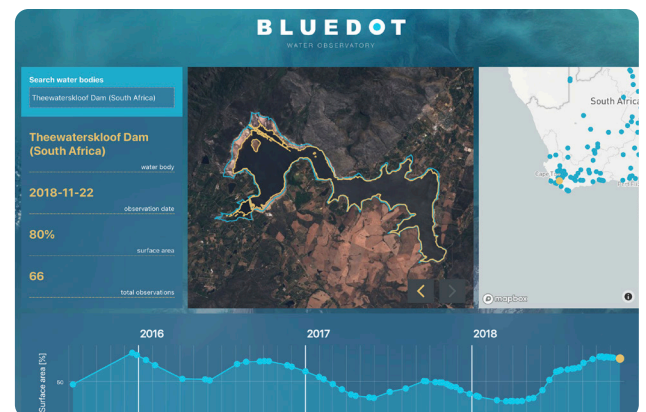 BLUEDOT
WATER OBSERVATORY
Search water bodies
Theewaterskloof Dam (South Africa)
Theewaterskloof Dam
(South Africa)
water body
2018-11-22
observation date
80%
surface area
66
total observations
South Africa
mapbox
2016
2017
2018
Surface area [%]
50